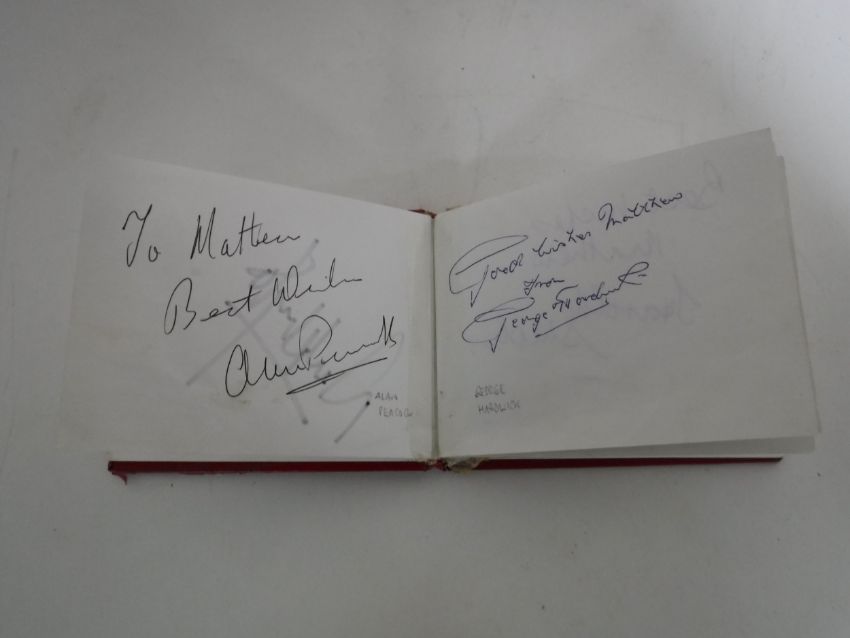 To Matthew
Best Wishes
Alan Peacock
ALAN
PEACOCK
Good Wishes Matthew
from
George Hardwick
GEORGE
HARDWICK